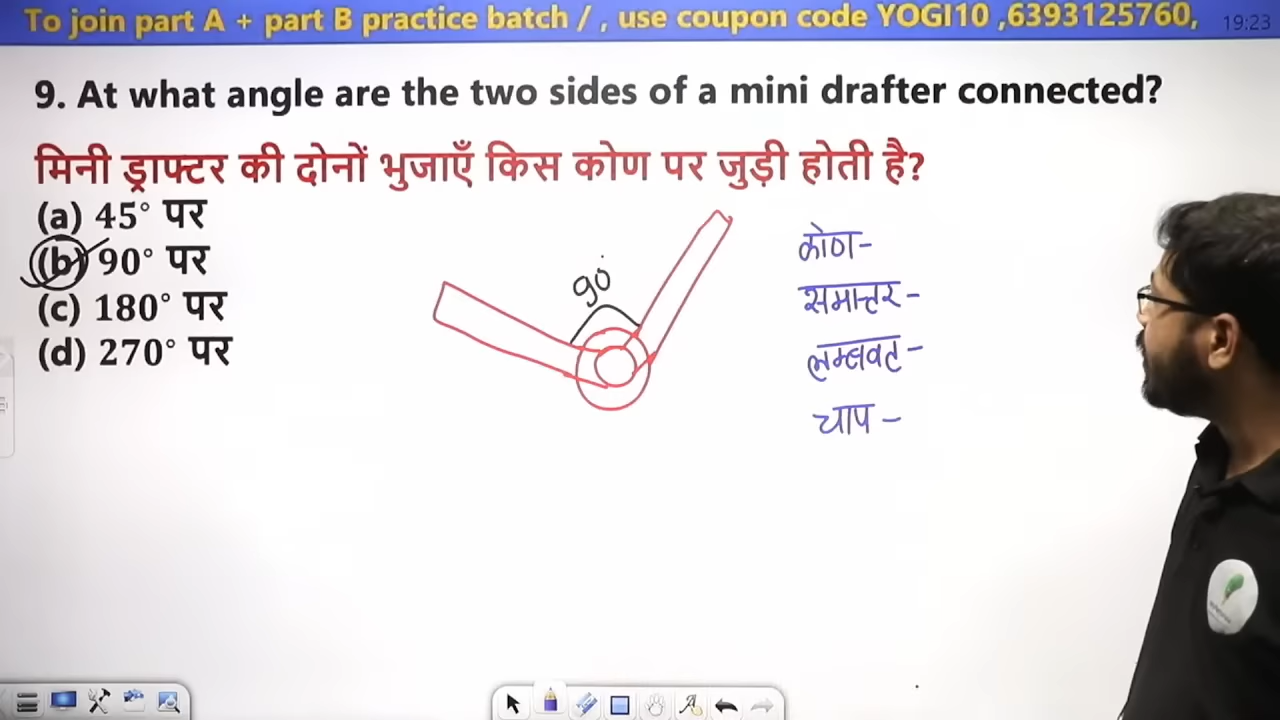 To join part A + part B practice batch / , use coupon code YOGI10 ,6393125760,
19:23
9. At what angle are the two sides of a mini drafter connected?
मिनी ड्राफ्टर की दोनों भुजाएँ किस कोण पर जुड़ी होती है?
(a) 45° पर
(b) 90° पर
(c) 180° पर
(d) 270° पर
90°
कोण-
समान्तर-
लम्बवत-
चाप-